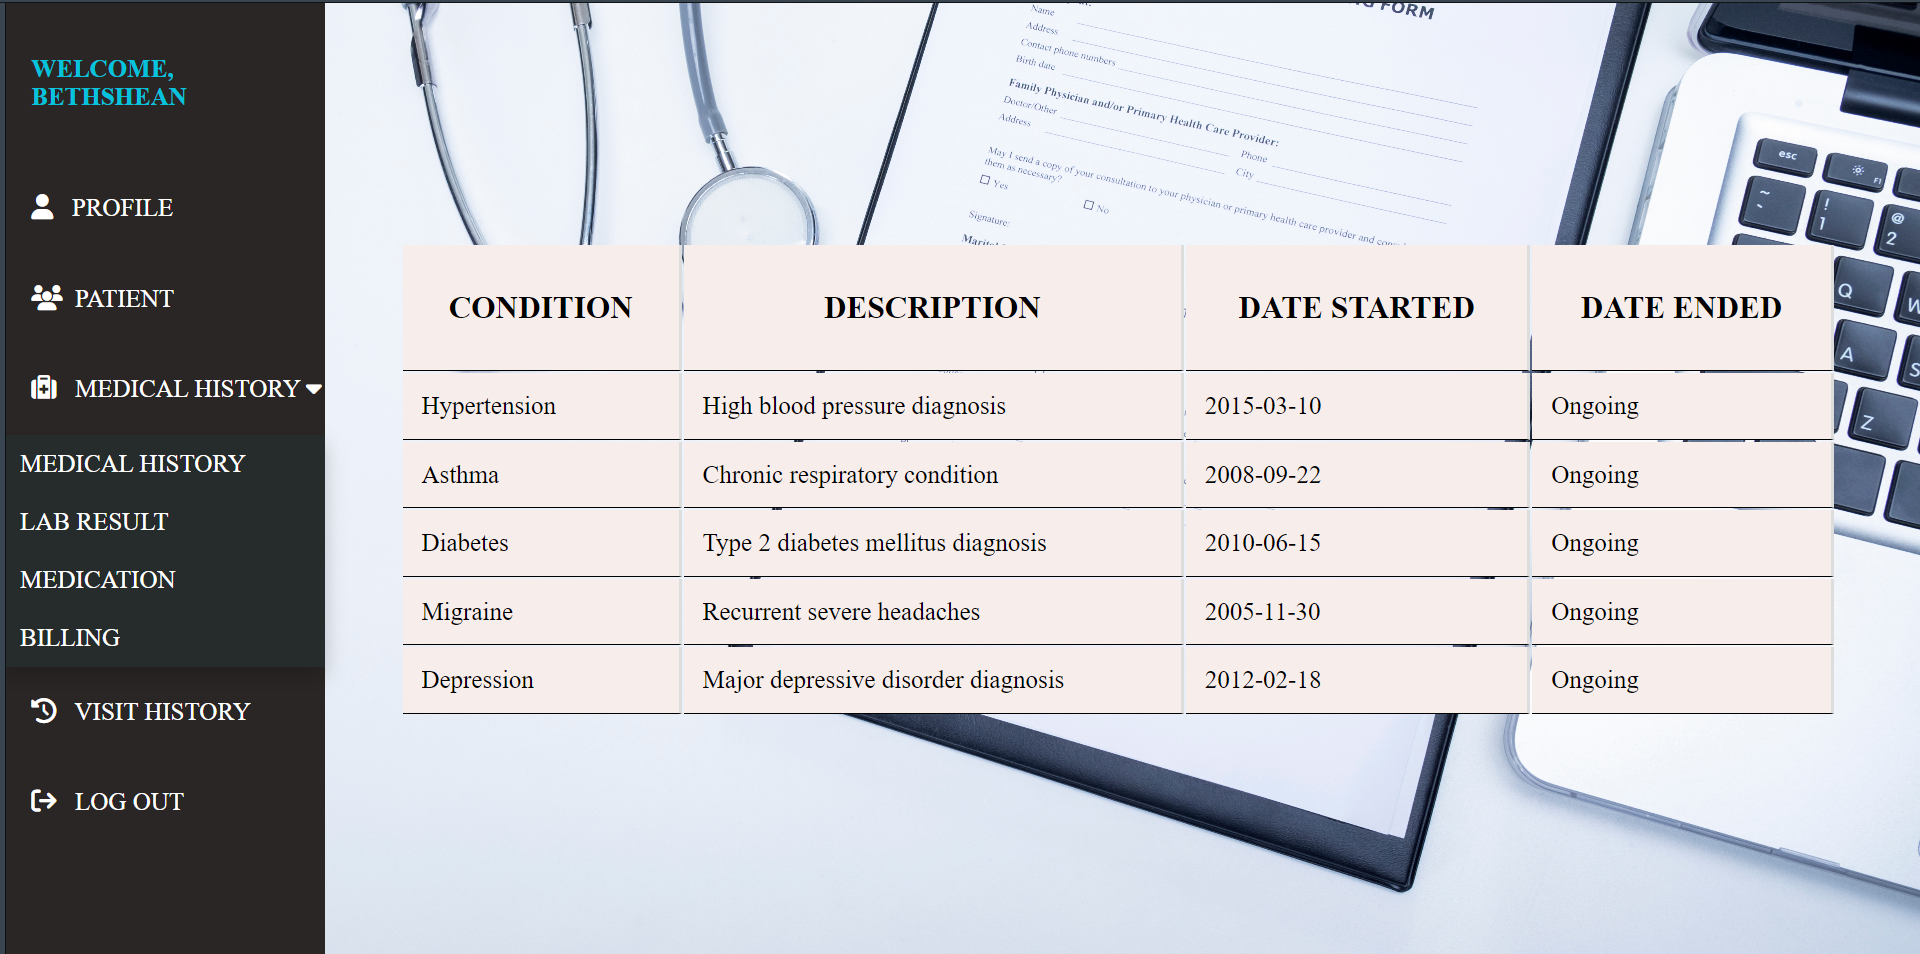 WELCOME,
BETHSHEAN
PROFILE
PATIENT
MEDICAL HISTORY
MEDICAL HISTORY
LAB RESULT
MEDICATION
BILLING
VISIT HISTORY
LOG OUT
FORM
Name
Address
Contact phone numbers
Birth date
Family Physician and/or Primary Health Care Provider:
Doctor/Other
Phone
Address
City
May I send a copy of your consultation to your physician or primary health care provider and
them as necessary?
Yes
No
Signature:
esc
F1
~
!
1
@
2
Q
W
A
S
Z
CONDITION DESCRIPTION DATE STARTED DATE ENDED
Hypertension High blood pressure diagnosis 2015-03-10 Ongoing
Asthma Chronic respiratory condition 2008-09-22 Ongoing
Diabetes Type 2 diabetes mellitus diagnosis 2010-06-15 Ongoing
Migraine Recurrent severe headaches 2005-11-30 Ongoing
Depression Major depressive disorder diagnosis 2012-02-18 Ongoing